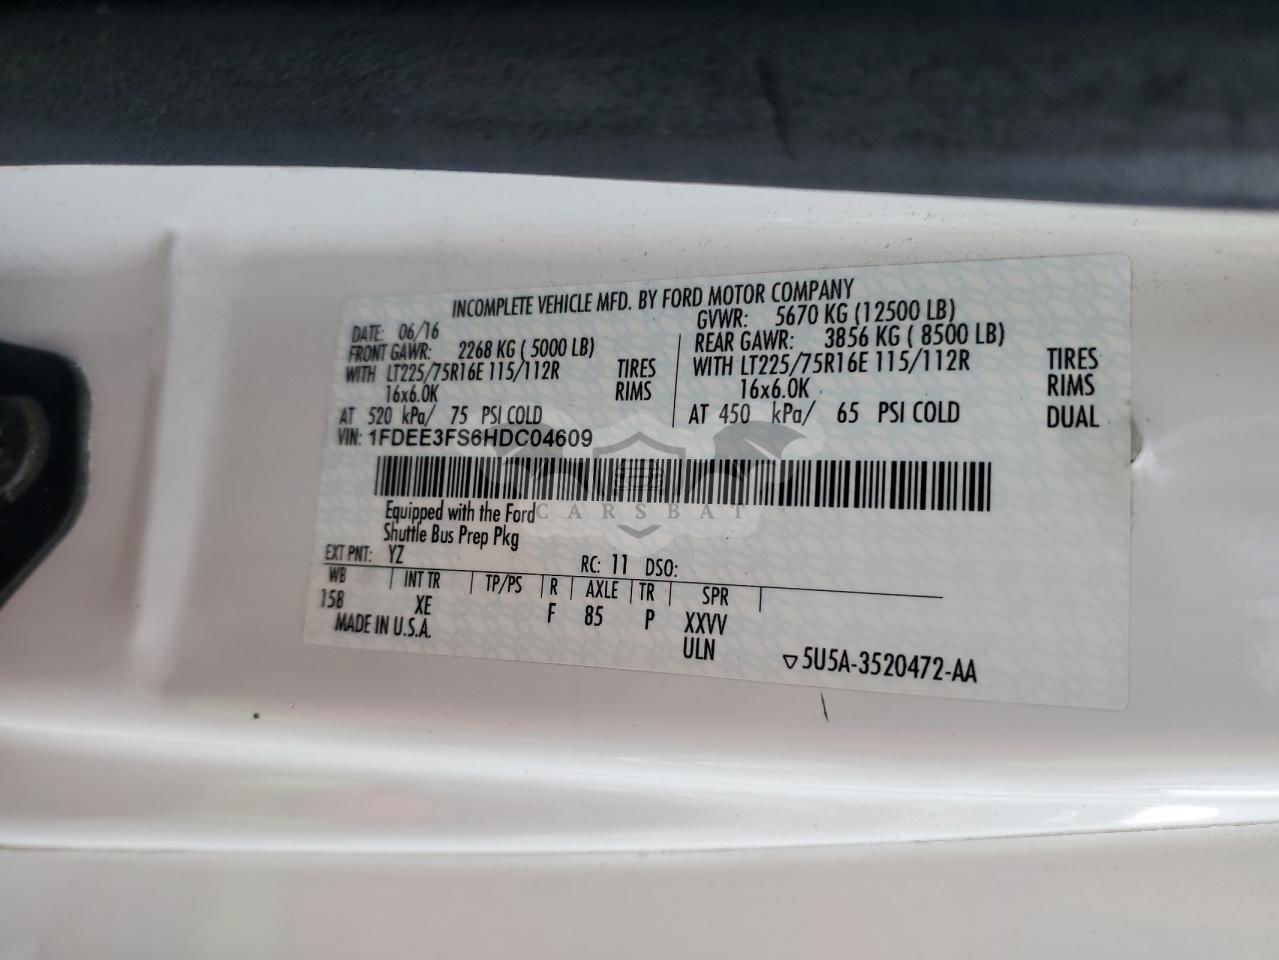 INCOMPLETE VEHICLE MFD. BY FORD MOTOR COMPANY
DATE: 06/16 GVWR: 5670 KG (12500 LB)
FRONT GAWR: 2268 KG ( 5000 LB) REAR GAWR: 3856 KG ( 8500 LB)
WITH LT225/75R16E 115/112R TIRES WITH LT225/75R16E 115/112R TIRES
16x6.0K RIMS 16x6.0K RIMS
AT 520 kPa/ 75 PSI COLD AT 450 kPa/ 65 PSI COLD DUAL
VIN: 1FDEE3FS6HDC04609
Equipped with the Ford
Shuttle Bus Prep Pkg
CARSBAT
EXT PNT: YZ RC: 11 DSO:
WB INT TR TP/PS R AXLE TR SPR
158 XE F 85 P XXVV
MADE IN U.S.A. ULN
5U5A-3520472-AA